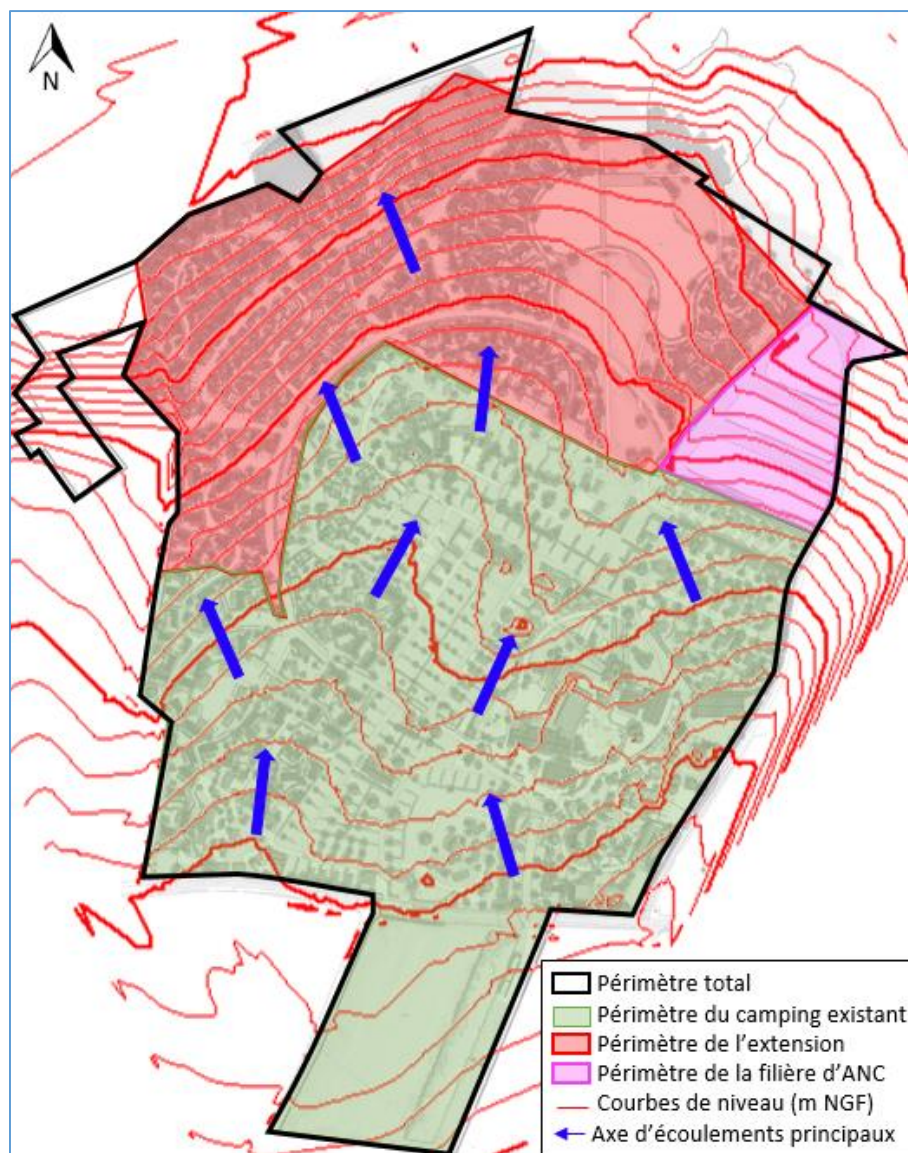 N
Périmètre total
Périmètre du camping existant
Périmètre de l'extension
Périmètre de la filière d'ANC
Courbes de niveau (m NGF)
Axe d'écoulements principaux